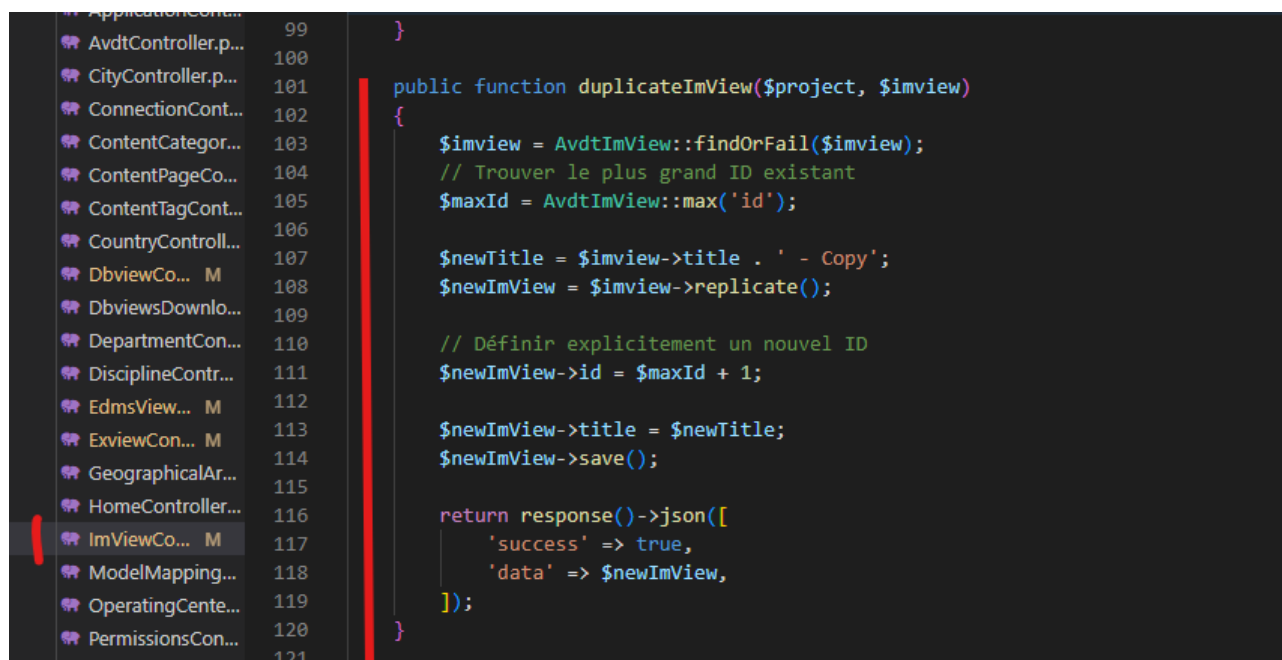 ApplicationCont...
AvdtController.p...
CityController.p...
ConnectionCont...
ContentCategor...
ContentPageCo...
ContentTagCont...
CountryControll...
DbviewCo... M
DbviewsDownlo...
DepartmentCon...
DisciplineContr...
EdmsView... M
ExviewCon... M
GeographicalAr...
HomeController...
ImViewCo... M
ModelMapping...
OperatingCente...
PermissionsCon...
99 }
100
101 public function duplicateImView($project, $imview)
102 {
103 $imview = AvdtImView::findOrFail($imview);
104 // Trouver le plus grand ID existant
105 $maxId = AvdtImView::max('id');
106
107 $newTitle = $imview->title . ' - Copy';
108 $newImView = $imview->replicate();
109
110 // Définir explicitement un nouvel ID
111 $newImView->id = $maxId + 1;
112
113 $newImView->title = $newTitle;
114 $newImView->save();
115
116 return response()->json([
117 'success' => true,
118 'data' => $newImView,
119 ]);
120 }
121